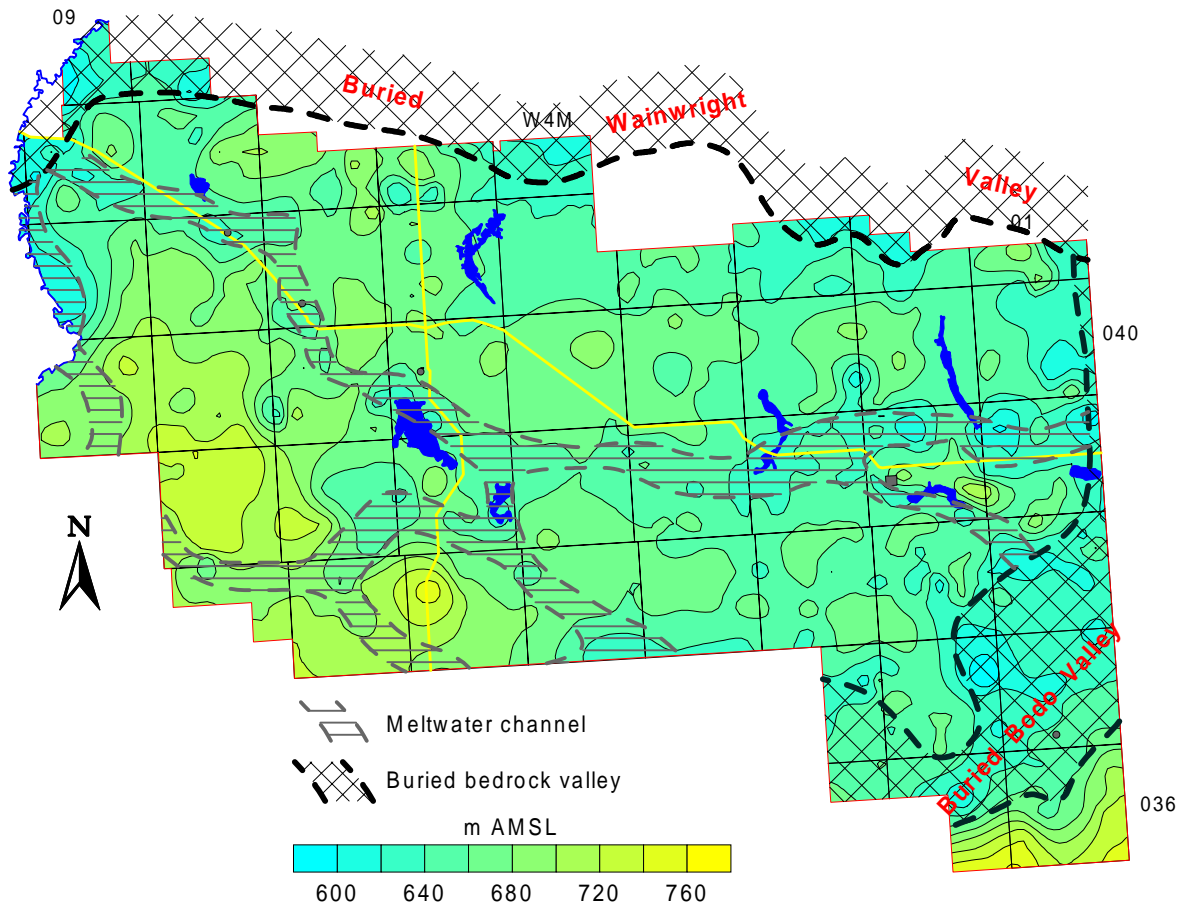 09
Buried
W4M
Wainwright
Valley
01
040
N
Buried Bodo Valley
036
Meltwater channel
Buried bedrock valley
m AMSL
600 640 680 720 760